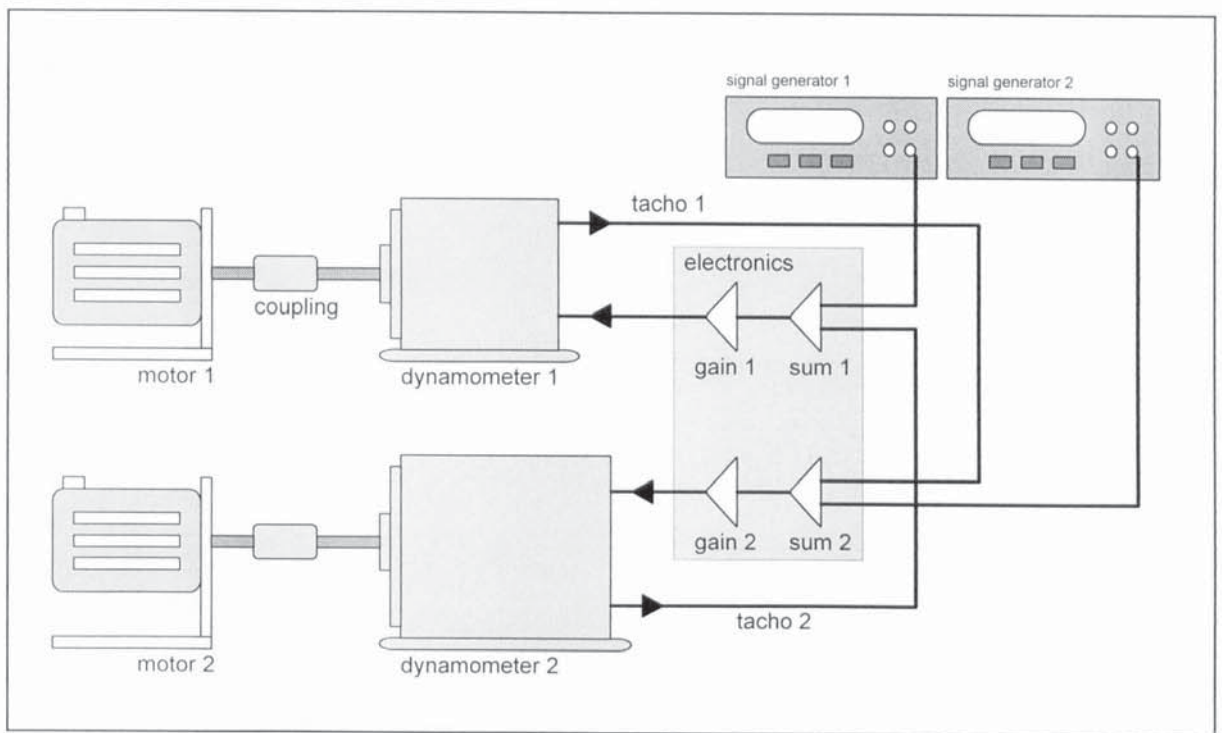 signal generator 1
signal generator 2
tacho 1
electronics
coupling
gain 1
sum 1
motor 1
dynamometer 1
gain 2
sum 2
tacho 2
motor 2
dynamometer 2